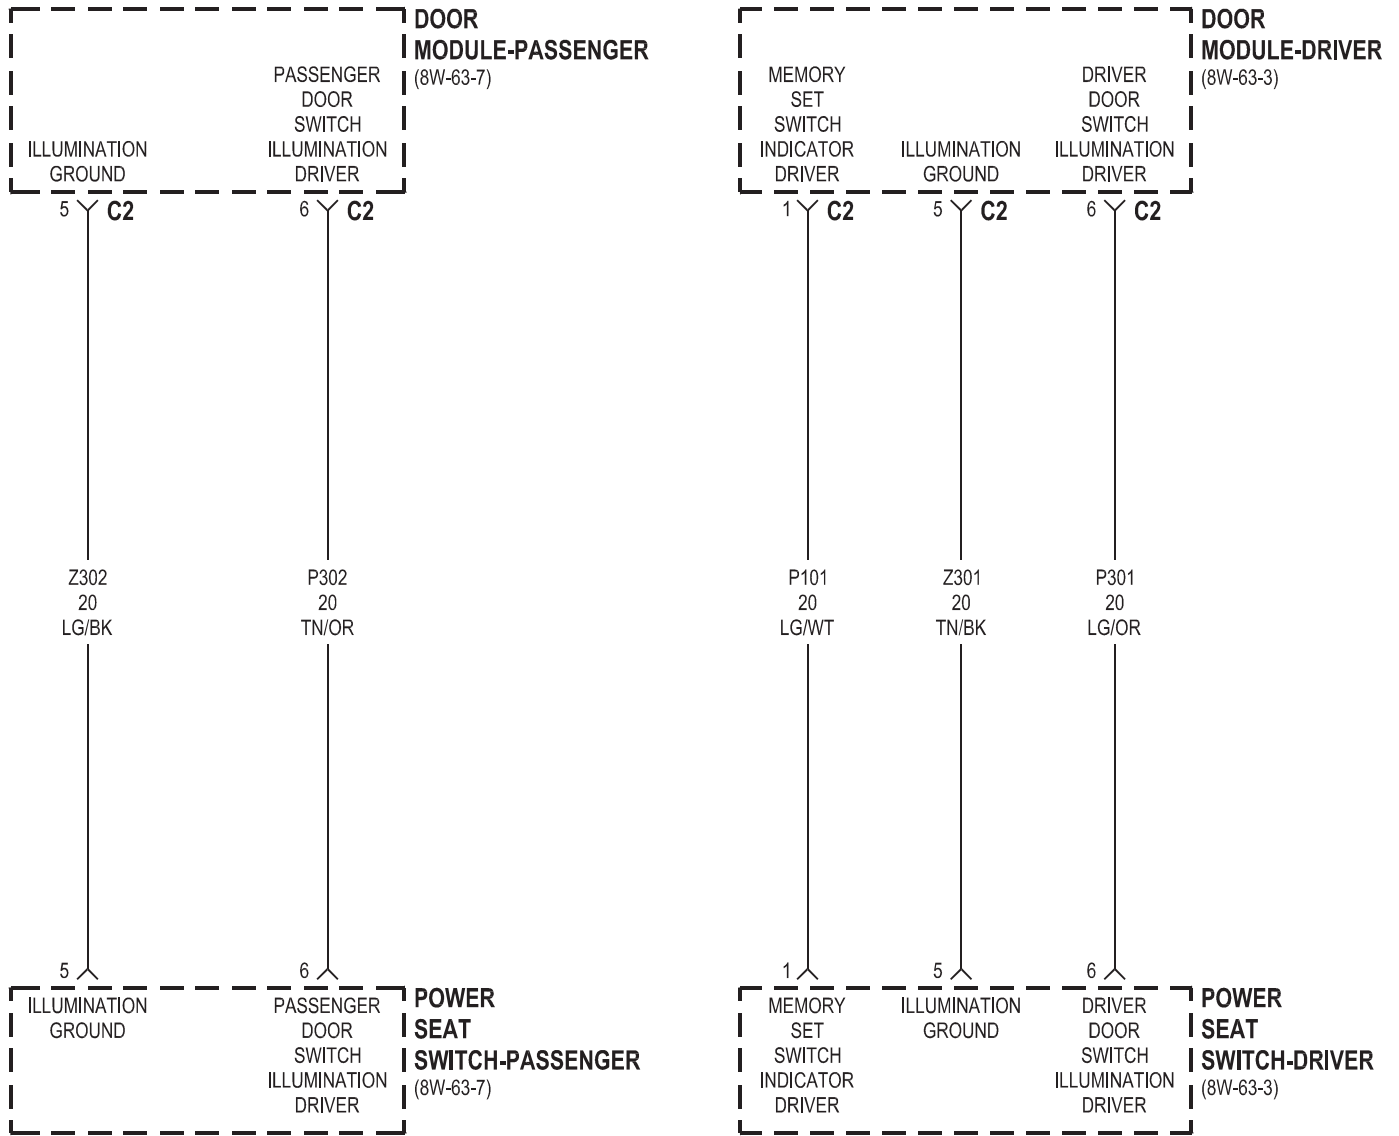 DOOR
MODULE-PASSENGER
(8W-63-7)
PASSENGER
DOOR
SWITCH
ILLUMINATION
DRIVER
ILLUMINATION
GROUND
5
C2
6
C2
DOOR
MODULE-DRIVER
(8W-63-3)
MEMORY
SET
SWITCH
INDICATOR
DRIVER
ILLUMINATION
GROUND
DRIVER
DOOR
SWITCH
ILLUMINATION
DRIVER
1
C2
5
C2
6
C2
Z302
20
LG/BK
P302
20
TN/OR
P101
20
LG/WT
Z301
20
TN/BK
P301
20
LG/OR
5
6
ILLUMINATION
GROUND
PASSENGER
DOOR
SWITCH
ILLUMINATION
DRIVER
POWER
SEAT
SWITCH-PASSENGER
(8W-63-7)
1
5
6
MEMORY
SET
SWITCH
INDICATOR
DRIVER
ILLUMINATION
GROUND
DRIVER
DOOR
SWITCH
ILLUMINATION
DRIVER
POWER
SEAT
SWITCH-DRIVER
(8W-63-3)